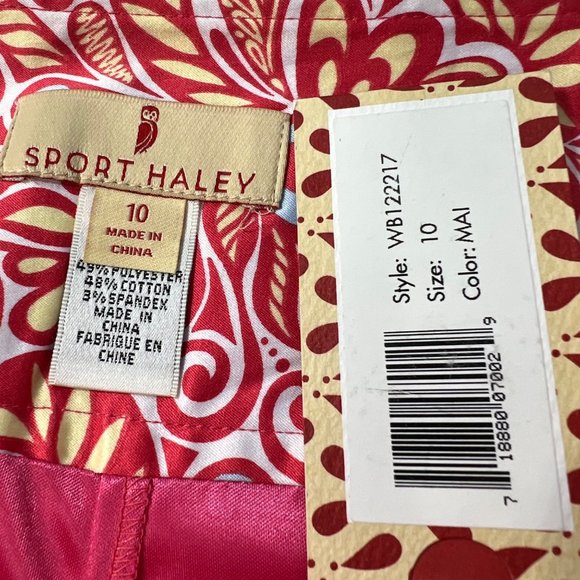 SPORT HALEY
10
MADE IN
CHINA
49% POLYESTER
48% COTTON
3% SPANDEX
MADE IN
CHINA
FABRIQUE EN
CHINE
Style: WB122217
Size: 10
Color: MAI
7 18880 07002 9